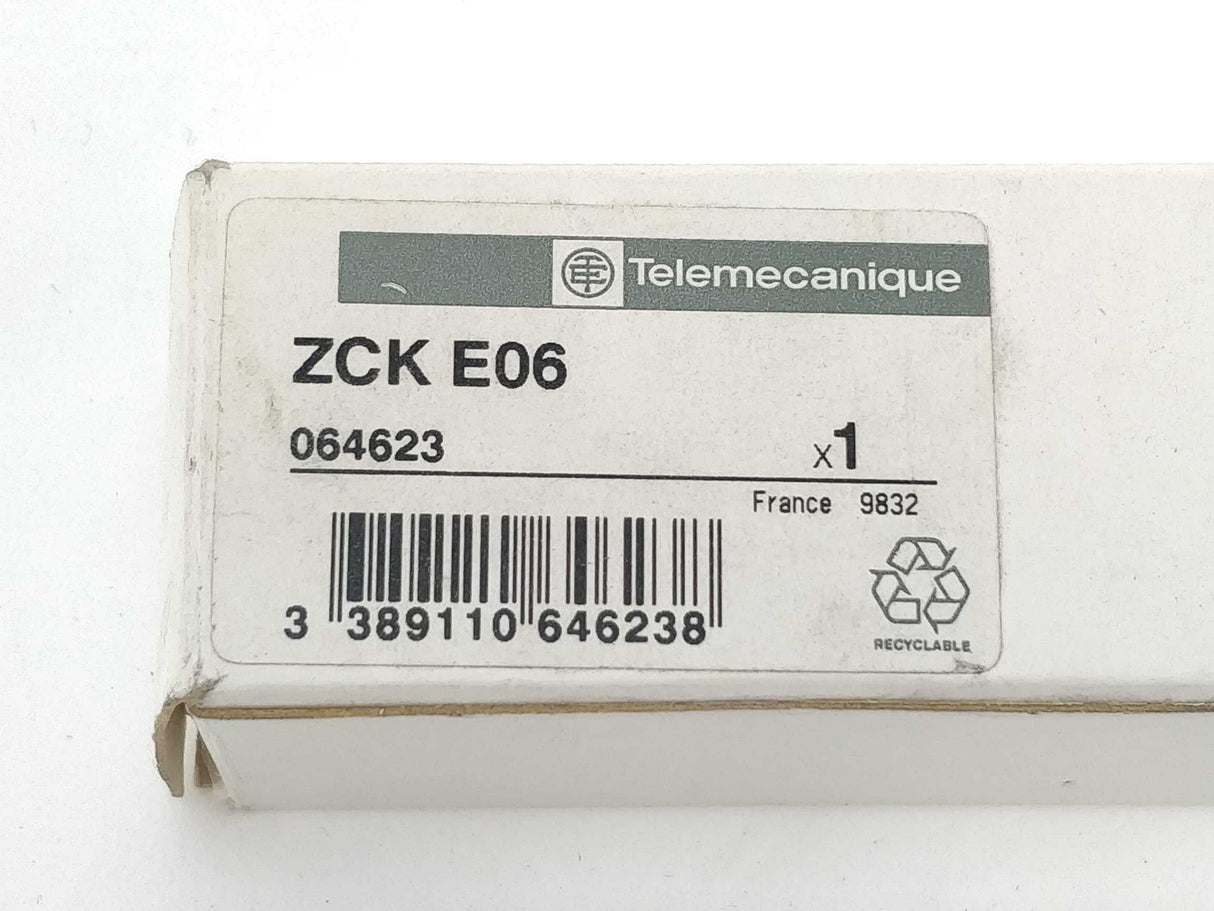 Telemecanique
ZCK E06
064623 x1
France 9832
3 389110 646238
RECYCLABLE